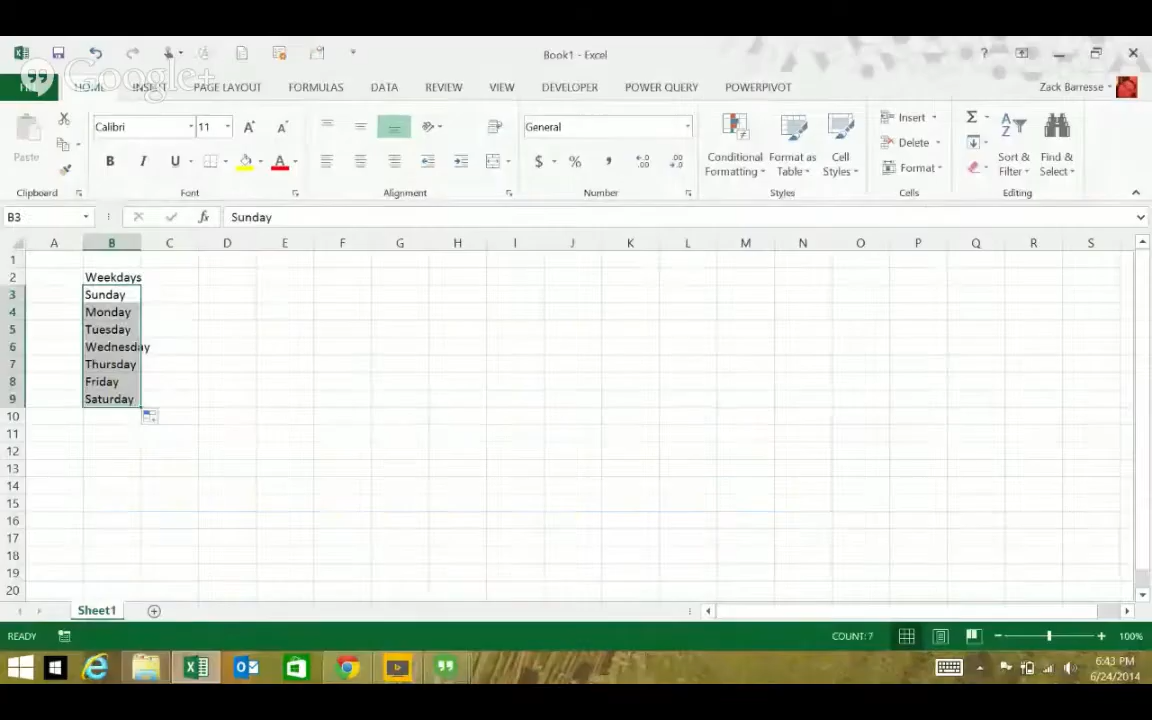 Book1 - Excel
Google+
FILE HOME INSERT PAGE LAYOUT FORMULAS DATA REVIEW VIEW DEVELOPER POWER QUERY POWERPIVOT Zack Barresse
Paste
Calibri 11
General
Conditional Formatting
Format as Table
Cell Styles
Insert
Delete
Format
Sort & Filter
Find & Select
Clipboard Font Alignment Number Styles Cells Editing
B3 Sunday
A B C D E F G H I J K L M N O P Q R S
1
2 Weekdays
3 Sunday
4 Monday
5 Tuesday
6 Wednesday
7 Thursday
8 Friday
9 Saturday
10
11
12
13
14
15
16
17
18
19
20
Sheet1
READY COUNT: 7 100%
6:43 PM
6/24/2014